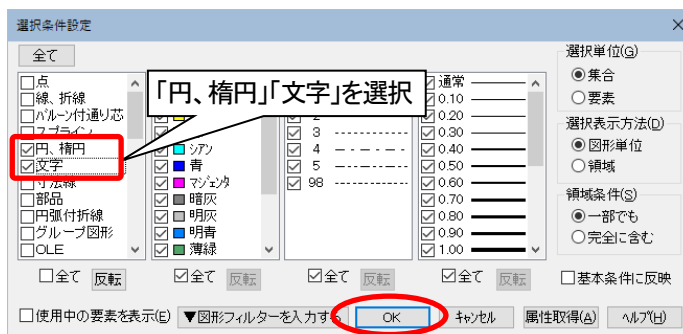 選択条件設定
全て
点
線、折線
バルーン付通り芯
スプライン
円、楕円
文字
寸法線
部品
円弧付折線
グループ図形
OLE
「円、楕円」「文字」を選択
シアン
青
マジェンタ
暗灰
明灰
明青
薄緑
2
3
4
5
98
通常
0.10
0.20
0.30
0.40
0.50
0.60
0.70
0.80
0.90
1.00
選択単位(G)
集合
要素
選択表示方法(D)
図形単位
領域
領域条件(S)
一部でも
完全に含む
全て 反転 全て 反転 全て 反転 全て 反転 基本条件に反映
使用中の要素を表示(E) ▼図形フィルターを入力する OK キャンセル 属性取得(A) ヘルプ(H)